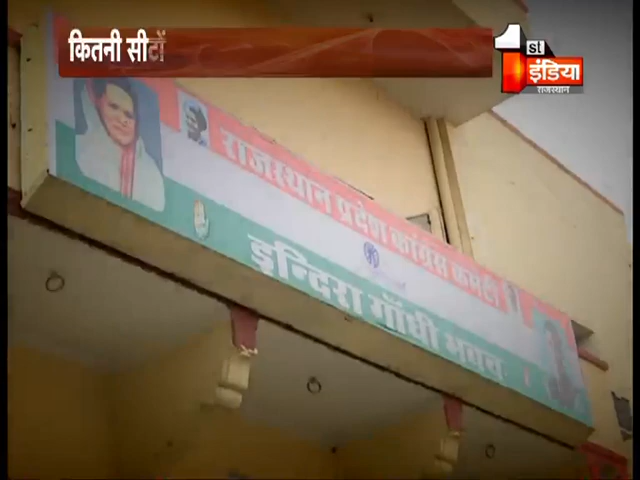 कितनी सीटों
1st
इंडिया
राजस्थान
राजस्थान प्रदेश कांग्रेस कमेटी
इन्दिरा गाँधी भवन